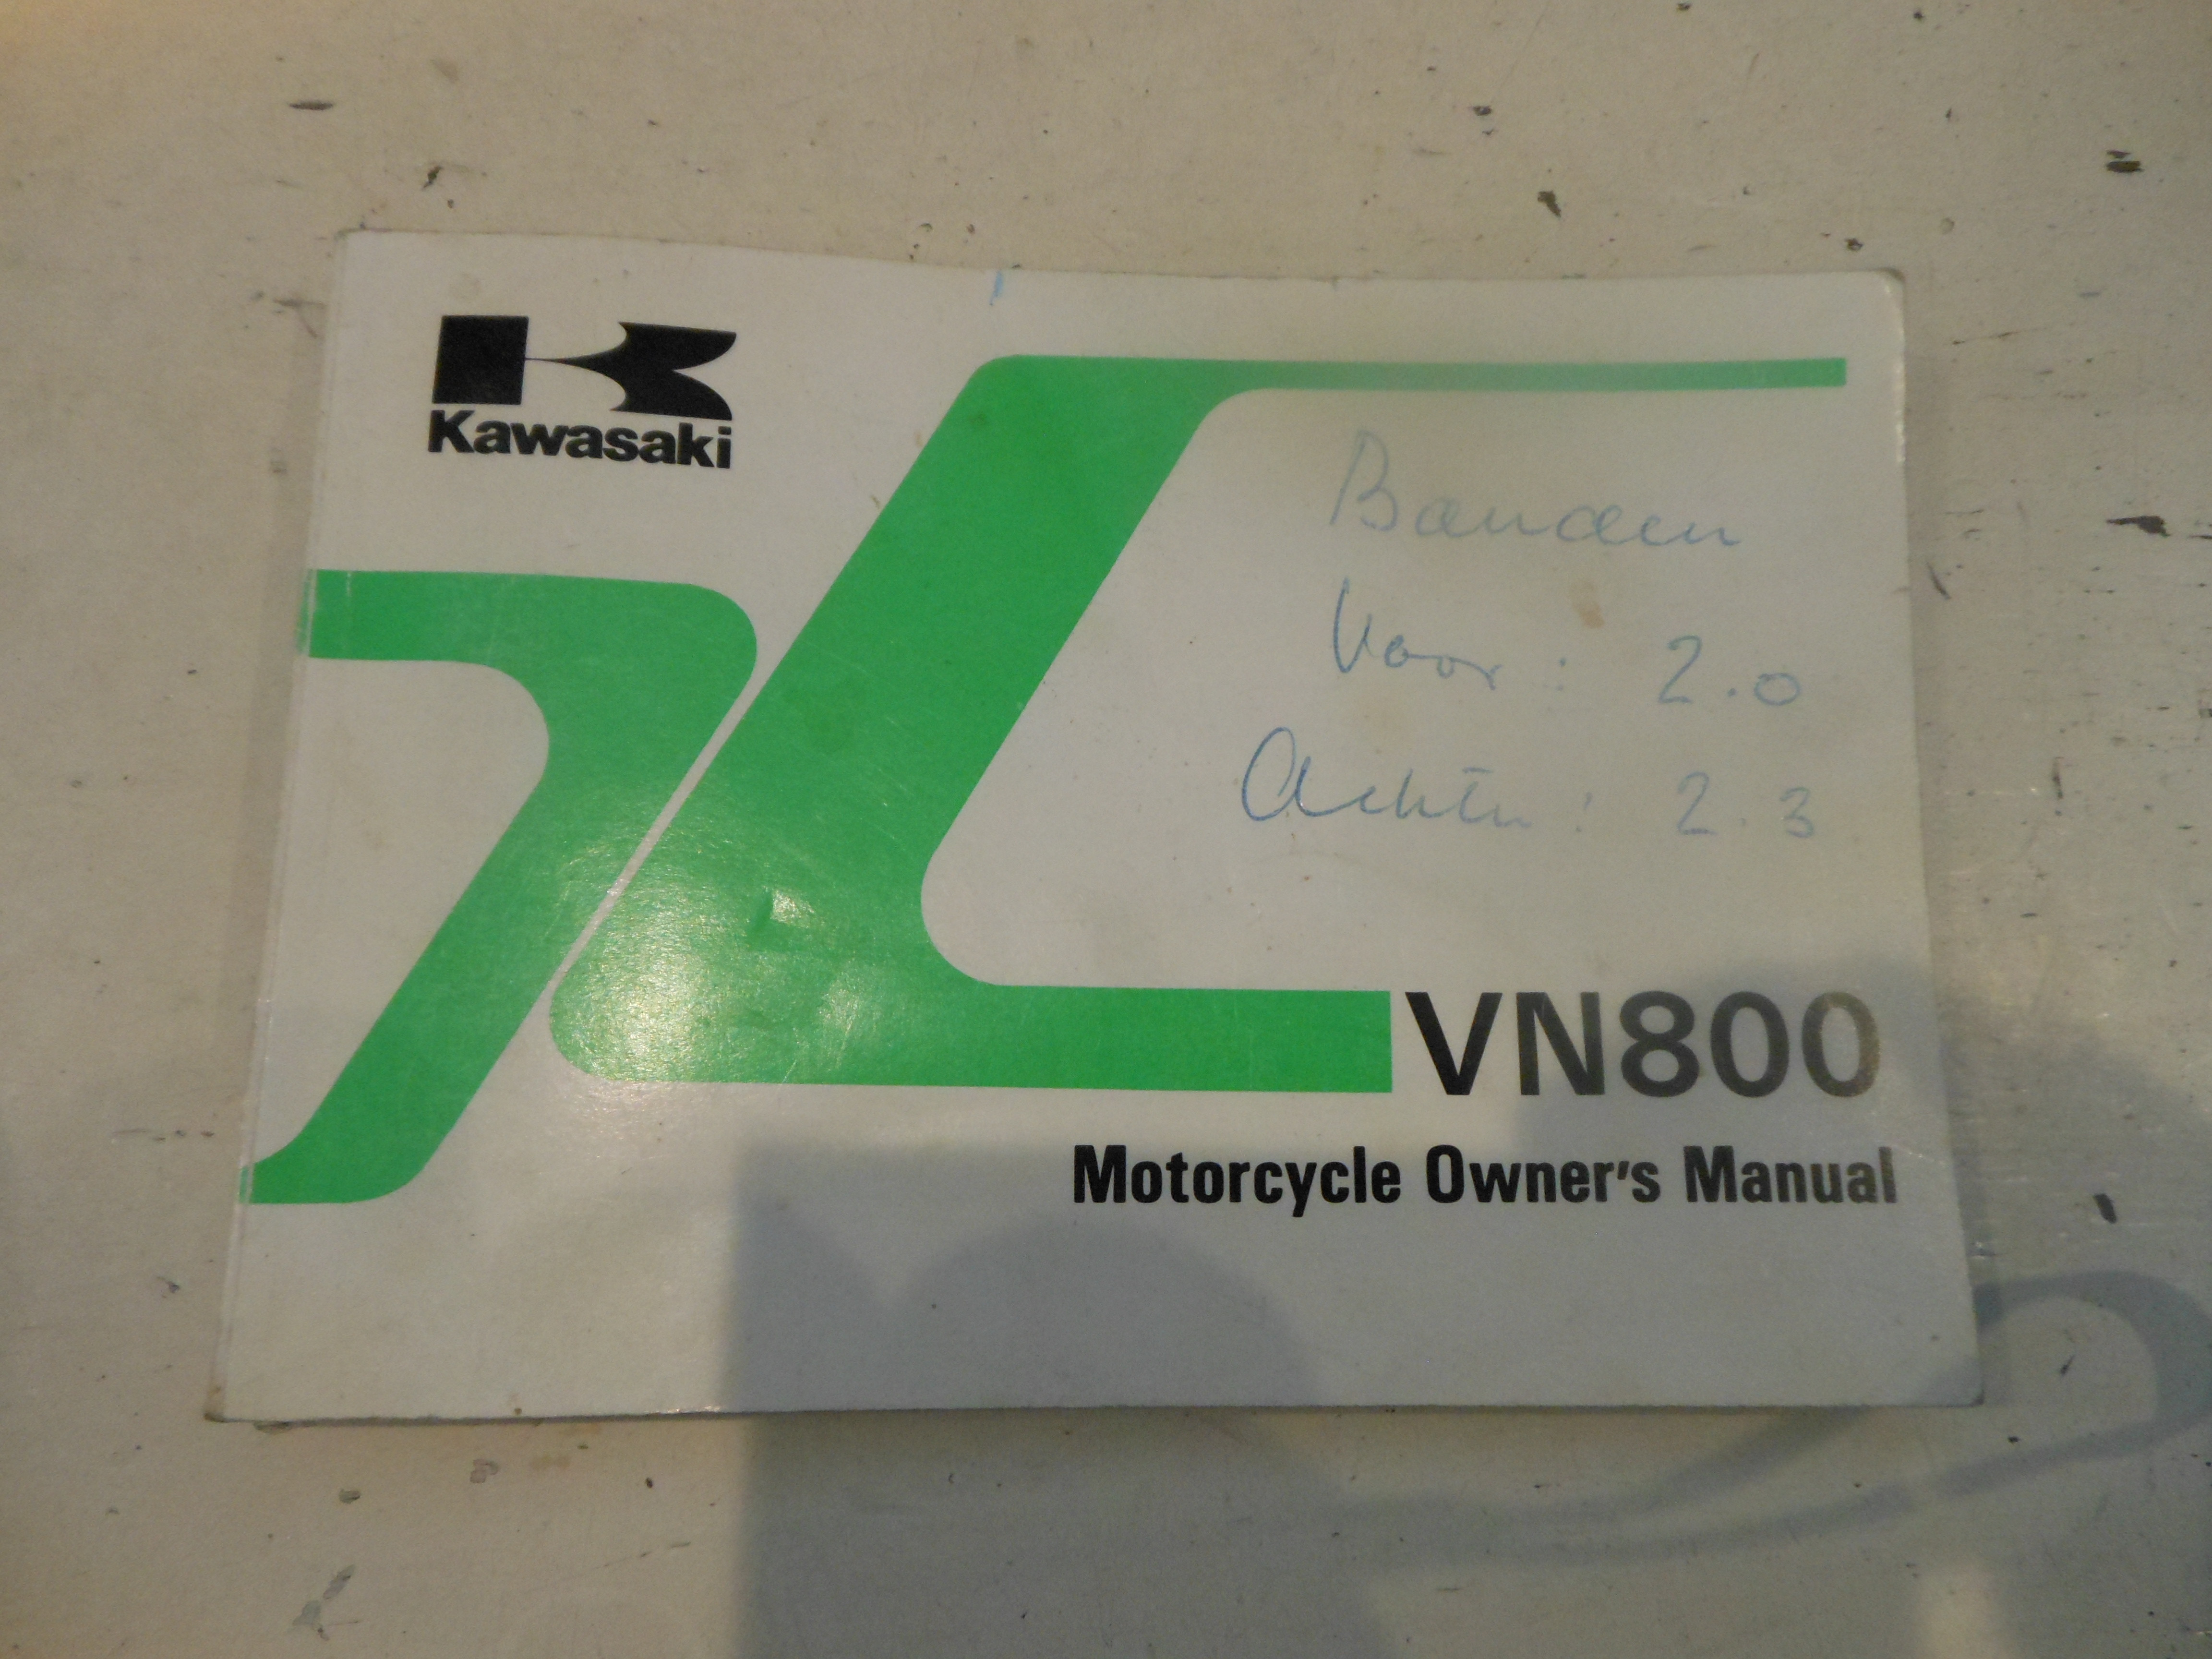 Kawasaki
Banden
Voor: 2.0
Achter: 2.3
VN800
Motorcycle Owner's Manual